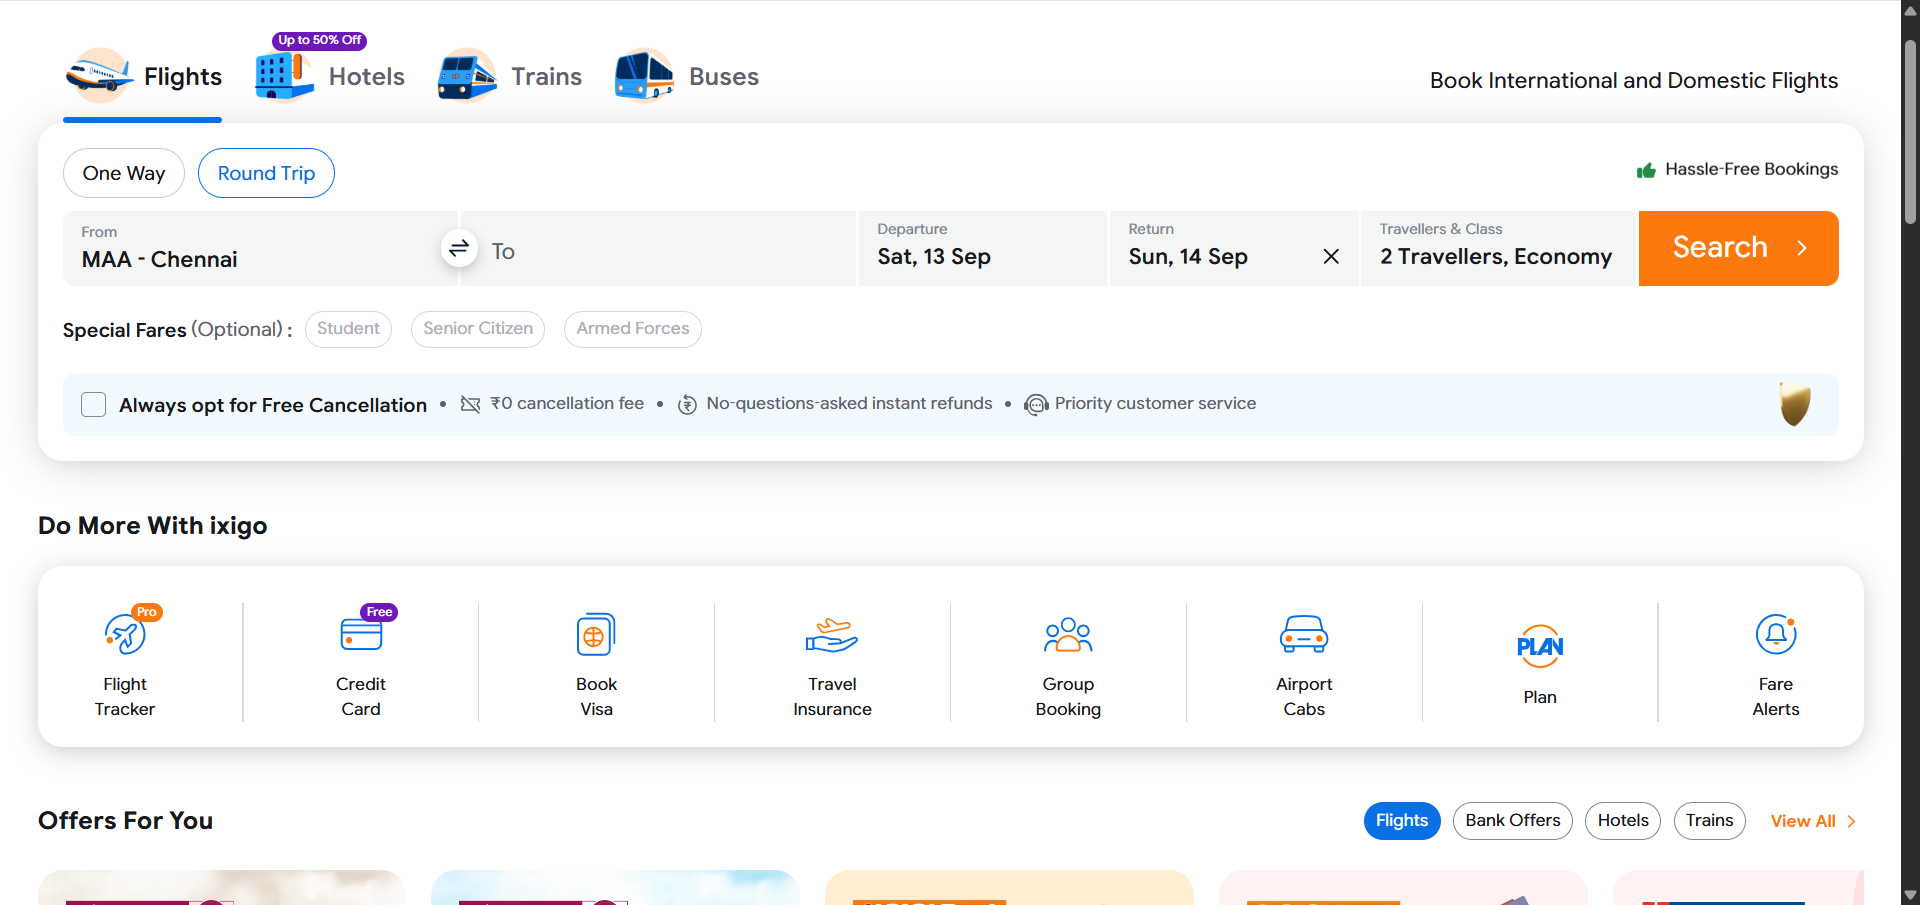 Up to 50% Off
Flights
Hotels
Trains
Buses
Book International and Domestic Flights
One Way
Round Trip
Hassle-Free Bookings
From
MAA - Chennai
To
Departure
Sat, 13 Sep
Return
Sun, 14 Sep
Travellers & Class
2 Travellers, Economy
Search
Special Fares (Optional) :
Student
Senior Citizen
Armed Forces
Always opt for Free Cancellation • ₹0 cancellation fee • No-questions-asked instant refunds • Priority customer service
Do More With ixigo
Pro
Flight
Tracker
Free
Credit
Card
Book
Visa
Travel
Insurance
Group
Booking
Airport
Cabs
PLAN
Plan
Fare
Alerts
Offers For You
Flights
Bank Offers
Hotels
Trains
View All